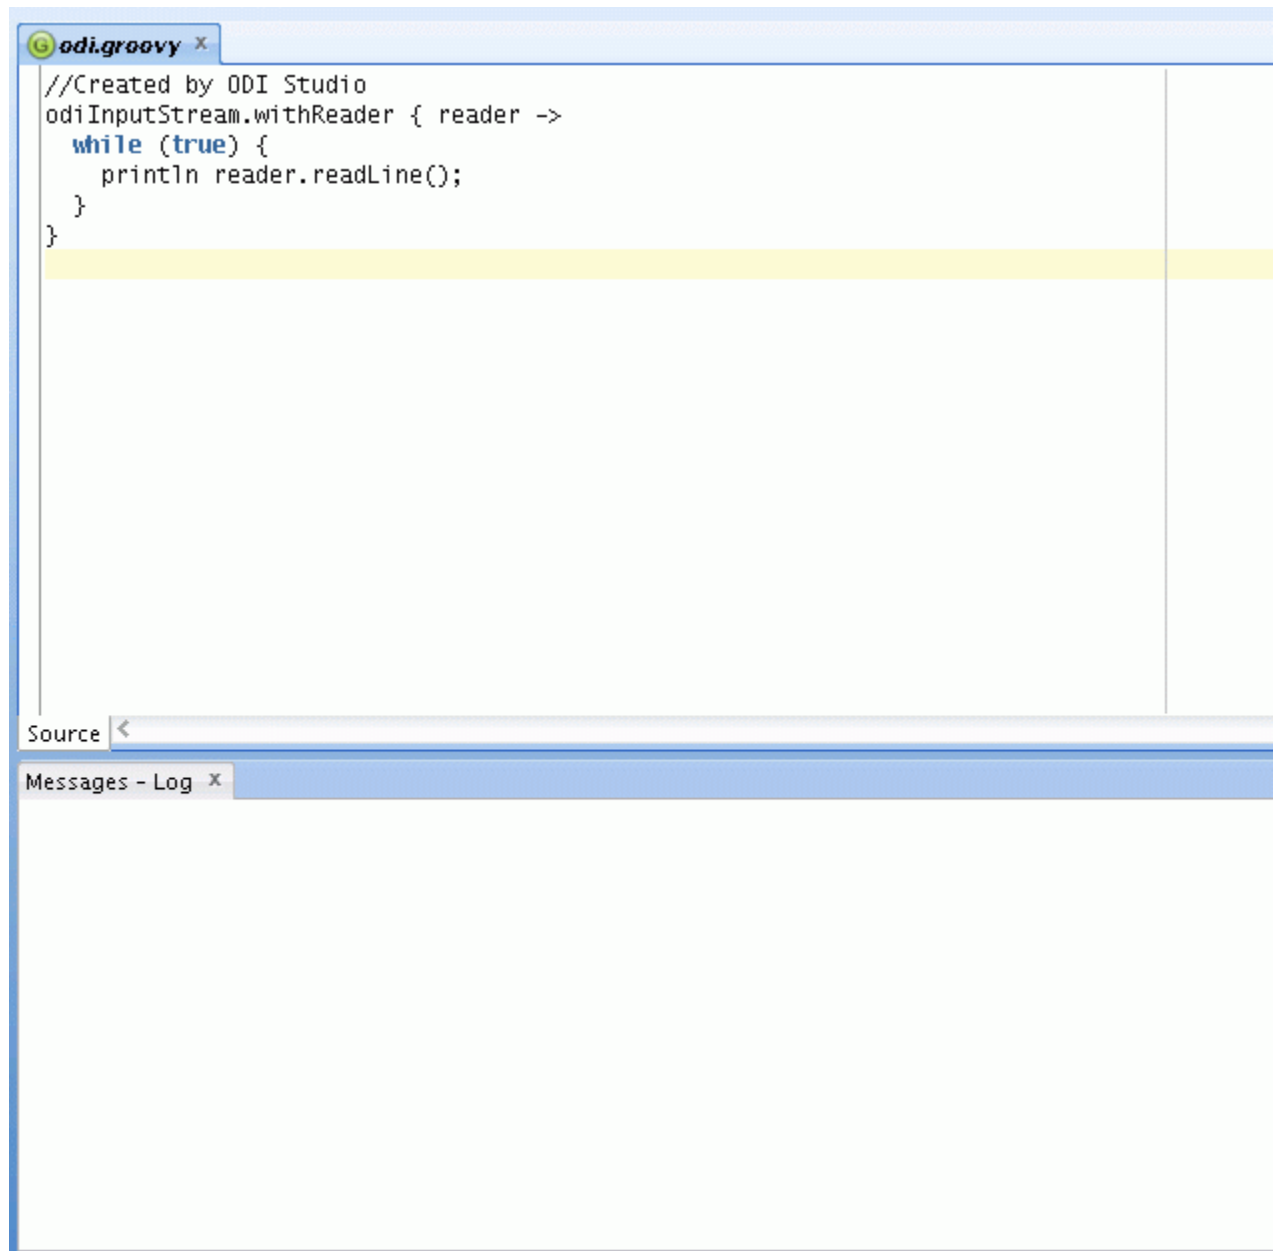 G odi.groovy x
//Created by ODI Studio
odiInputStream.withReader { reader ->
  while (true) {
    println reader.readLine();
  }
}
Source <
Messages - Log x